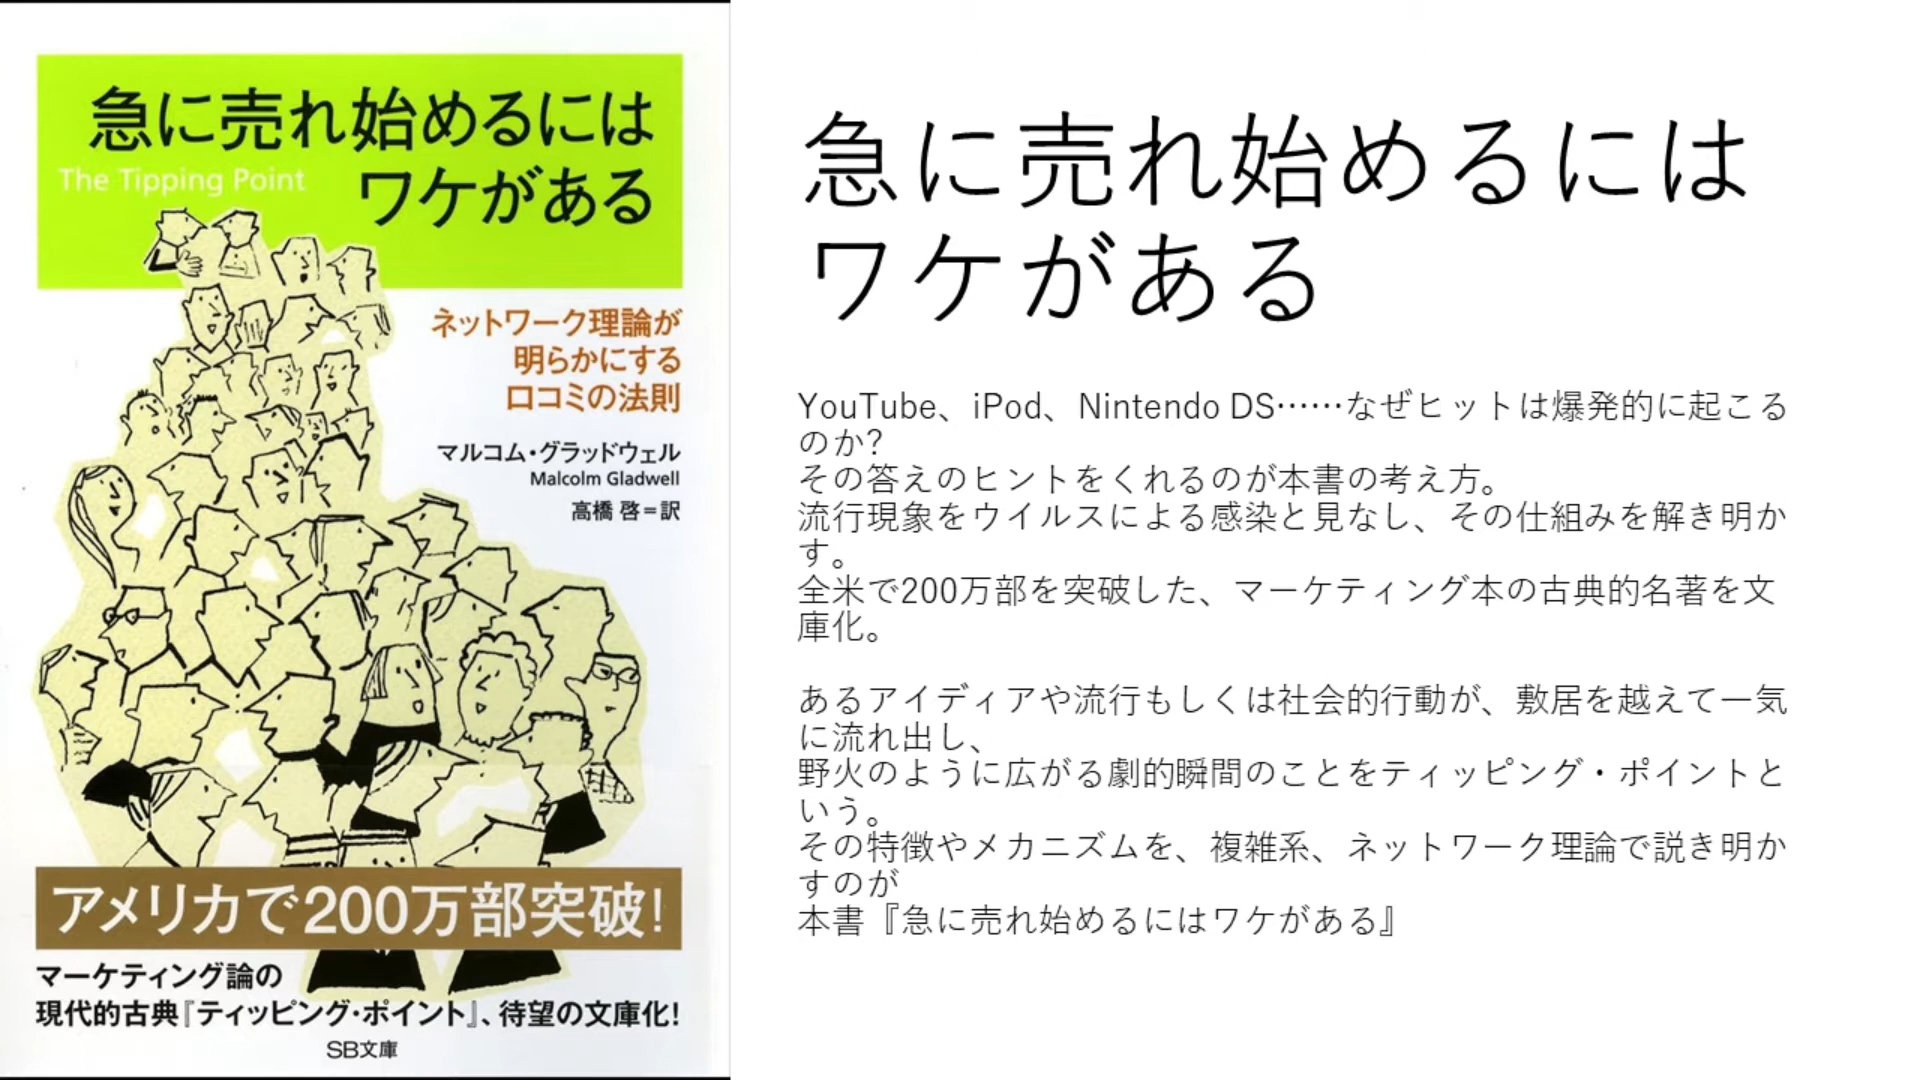 急に売れ始めるには
The Tipping Point
ワケがある
ネットワーク理論が
明らかにする
口コミの法則
マルコム・グラッドウェル
Malcolm Gladwell
高橋 啓=訳
アメリカで200万部突破!
マーケティング論の
現代的古典『ティッピング・ポイント』、待望の文庫化!
SB文庫
急に売れ始めるには
ワケがある
YouTube、iPod、Nintendo DS……なぜヒットは爆発的に起こる
のか?
その答えのヒントをくれるのが本書の考え方。
流行現象をウイルスによる感染と見なし、その仕組みを解き明か
す。
全米で200万部を突破した、マーケティング本の古典的名著を文
庫化。
あるアイディアや流行もしくは社会的行動が、敷居を越えて一気
に流れ出し、
野火のように広がる劇的瞬間のことをティッピング・ポイントと
いう。
その特徴やメカニズムを、複雑系、ネットワーク理論で説き明か
すのが
本書『急に売れ始めるにはワケがある』